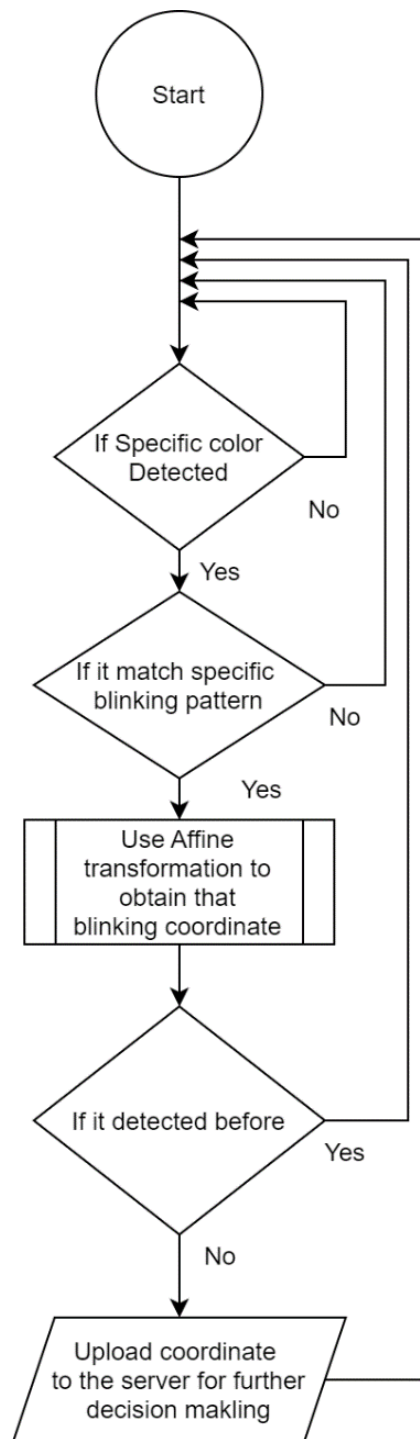 Start
If Specific color
Detected
No
Yes
If it match specific
blinking pattern
No
Yes
Use Affine
transformation to
obtain that
blinking coordinate
If it detected before
Yes
No
Upload coordinate
to the server for further
decision makling